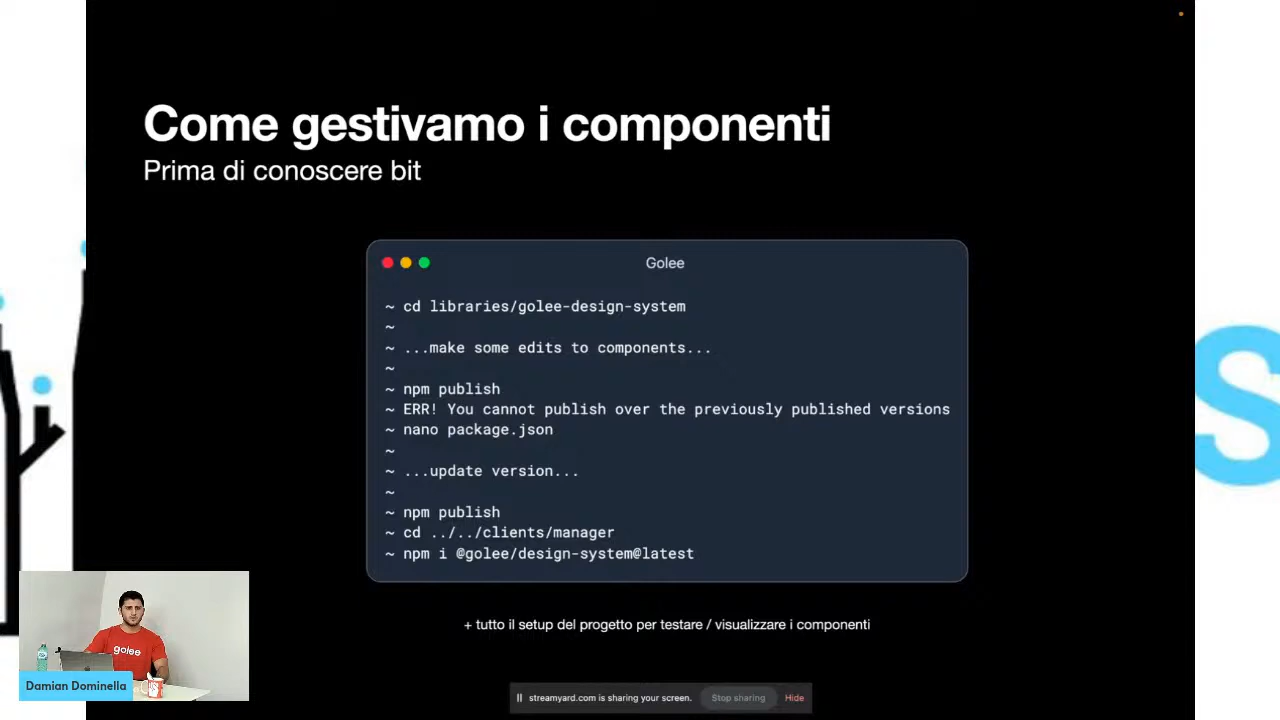 Come gestivamo i componenti
Prima di conoscere bit
Golee
~ cd libraries/golee-design-system
~
~ ...make some edits to components...
~
~ npm publish
~ ERR! You cannot publish over the previously published versions
~ nano package.json
~
~ ...update version...
~
~ npm publish
~ cd ../../clients/manager
~ npm i @golee/design-system@latest
+ tutto il setup del progetto per testare / visualizzare i componenti
golee
Damian Dominella
streamyard.com is sharing your screen. Stop sharing Hide
S